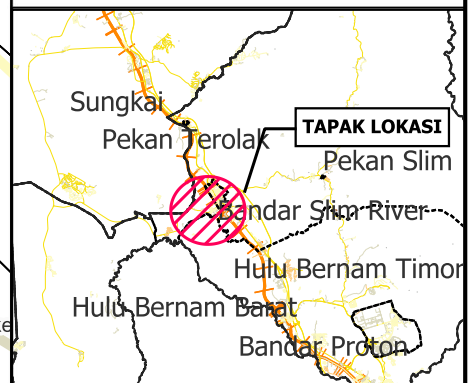 Sungkai
Pekan Terolak
TAPAK LOKASI
Pekan Slim
Bandar Slim River
Hulu Bernam Timor
Hulu Bernam Barat
Bandar Proton